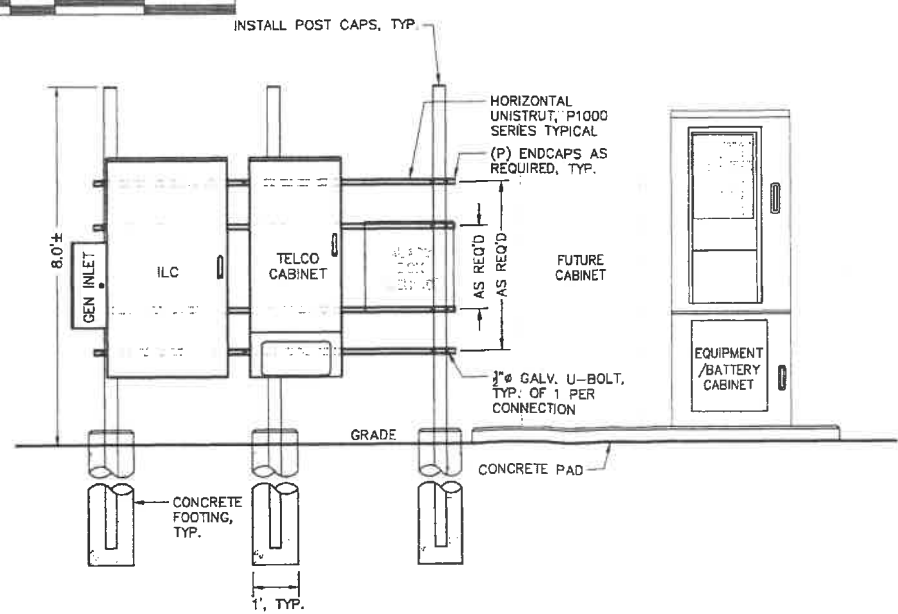 INSTALL POST CAPS, TYP.
HORIZONTAL
UNISTRUT, P1000
SERIES TYPICAL
(P) ENDCAPS AS
REQUIRED, TYP.
8.0'±
GEN INLET
ILC
TELCO
CABINET
AS REQ'D
AS REQ'D
FUTURE
CABINET
EQUIPMENT
/BATTERY
CABINET
"ø GALV. U-BOLT,
TYP. OF 1 PER
CONNECTION
GRADE
CONCRETE PAD
CONCRETE
FOOTING,
TYP.
1', TYP.